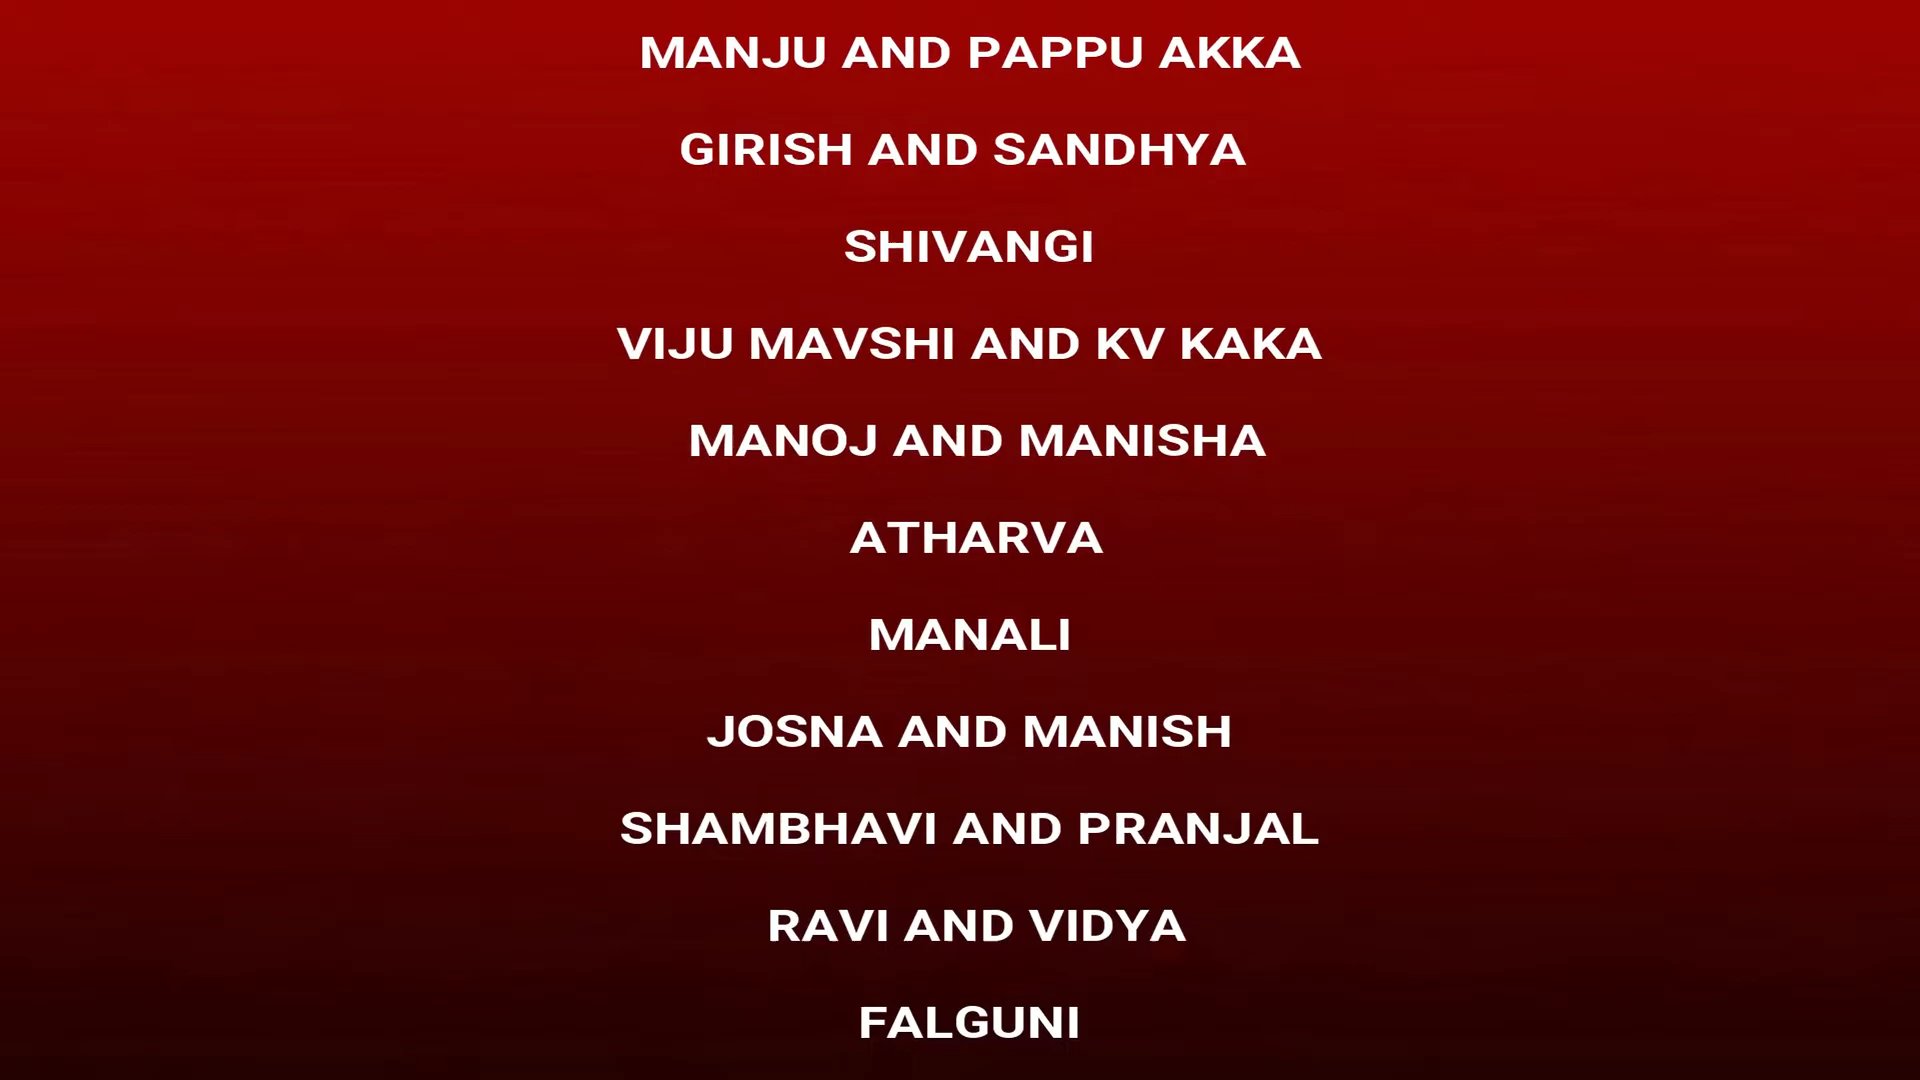 MANJU AND PAPPU AKKA
GIRISH AND SANDHYA
SHIVANGI
VIJU MAVSHI AND KV KAKA
MANOJ AND MANISHA
ATHARVA
MANALI
JOSNA AND MANISH
SHAMBHAVI AND PRANJAL
RAVI AND VIDYA
FALGUNI